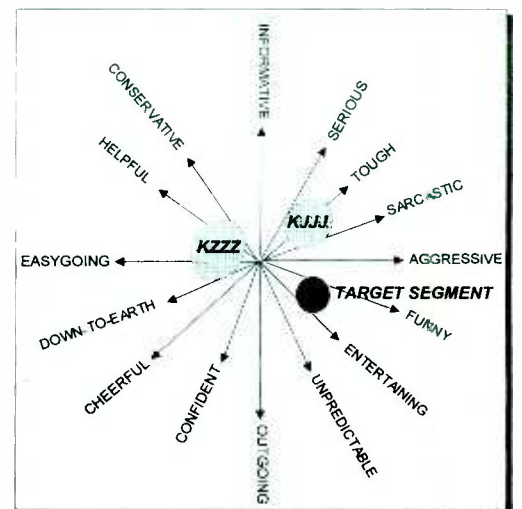 INFORMATIVE
CONSERVATIVE
SERIOUS
HELPFUL
TOUGH
SARCASTIC
KJJJ
KZZZ
EASYGOING
AGGRESSIVE
TARGET SEGMENT
DOWN-TO-EARTH
FUNNY
CHEERFUL
ENTERTAINING
CONFIDENT
UNPREDICTABLE
OUTGOING